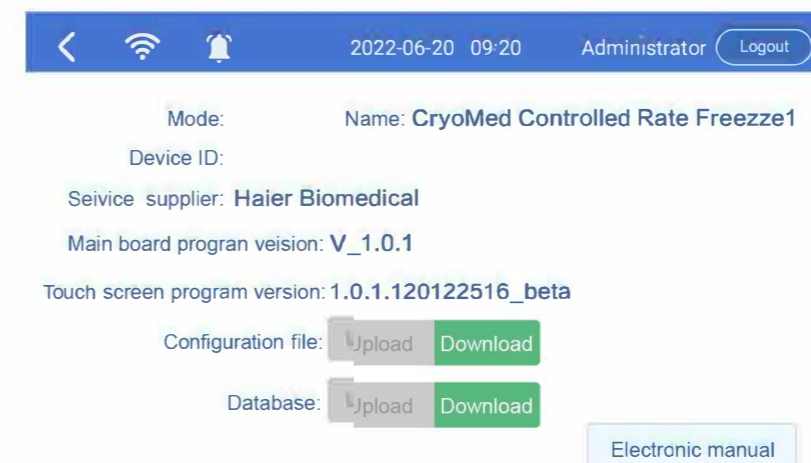 2022-06-20 09:20 Administrator Logout
Mode: Name: CryoMed Controlled Rate Freezze1
Device ID:
Seivice supplier: Haier Biomedical
Main board progran veision: V_1.0.1
Touch screen program version: 1.0.1.120122516_beta
Configuration file: Upload Download
Database: Upload Download
Electronic manual